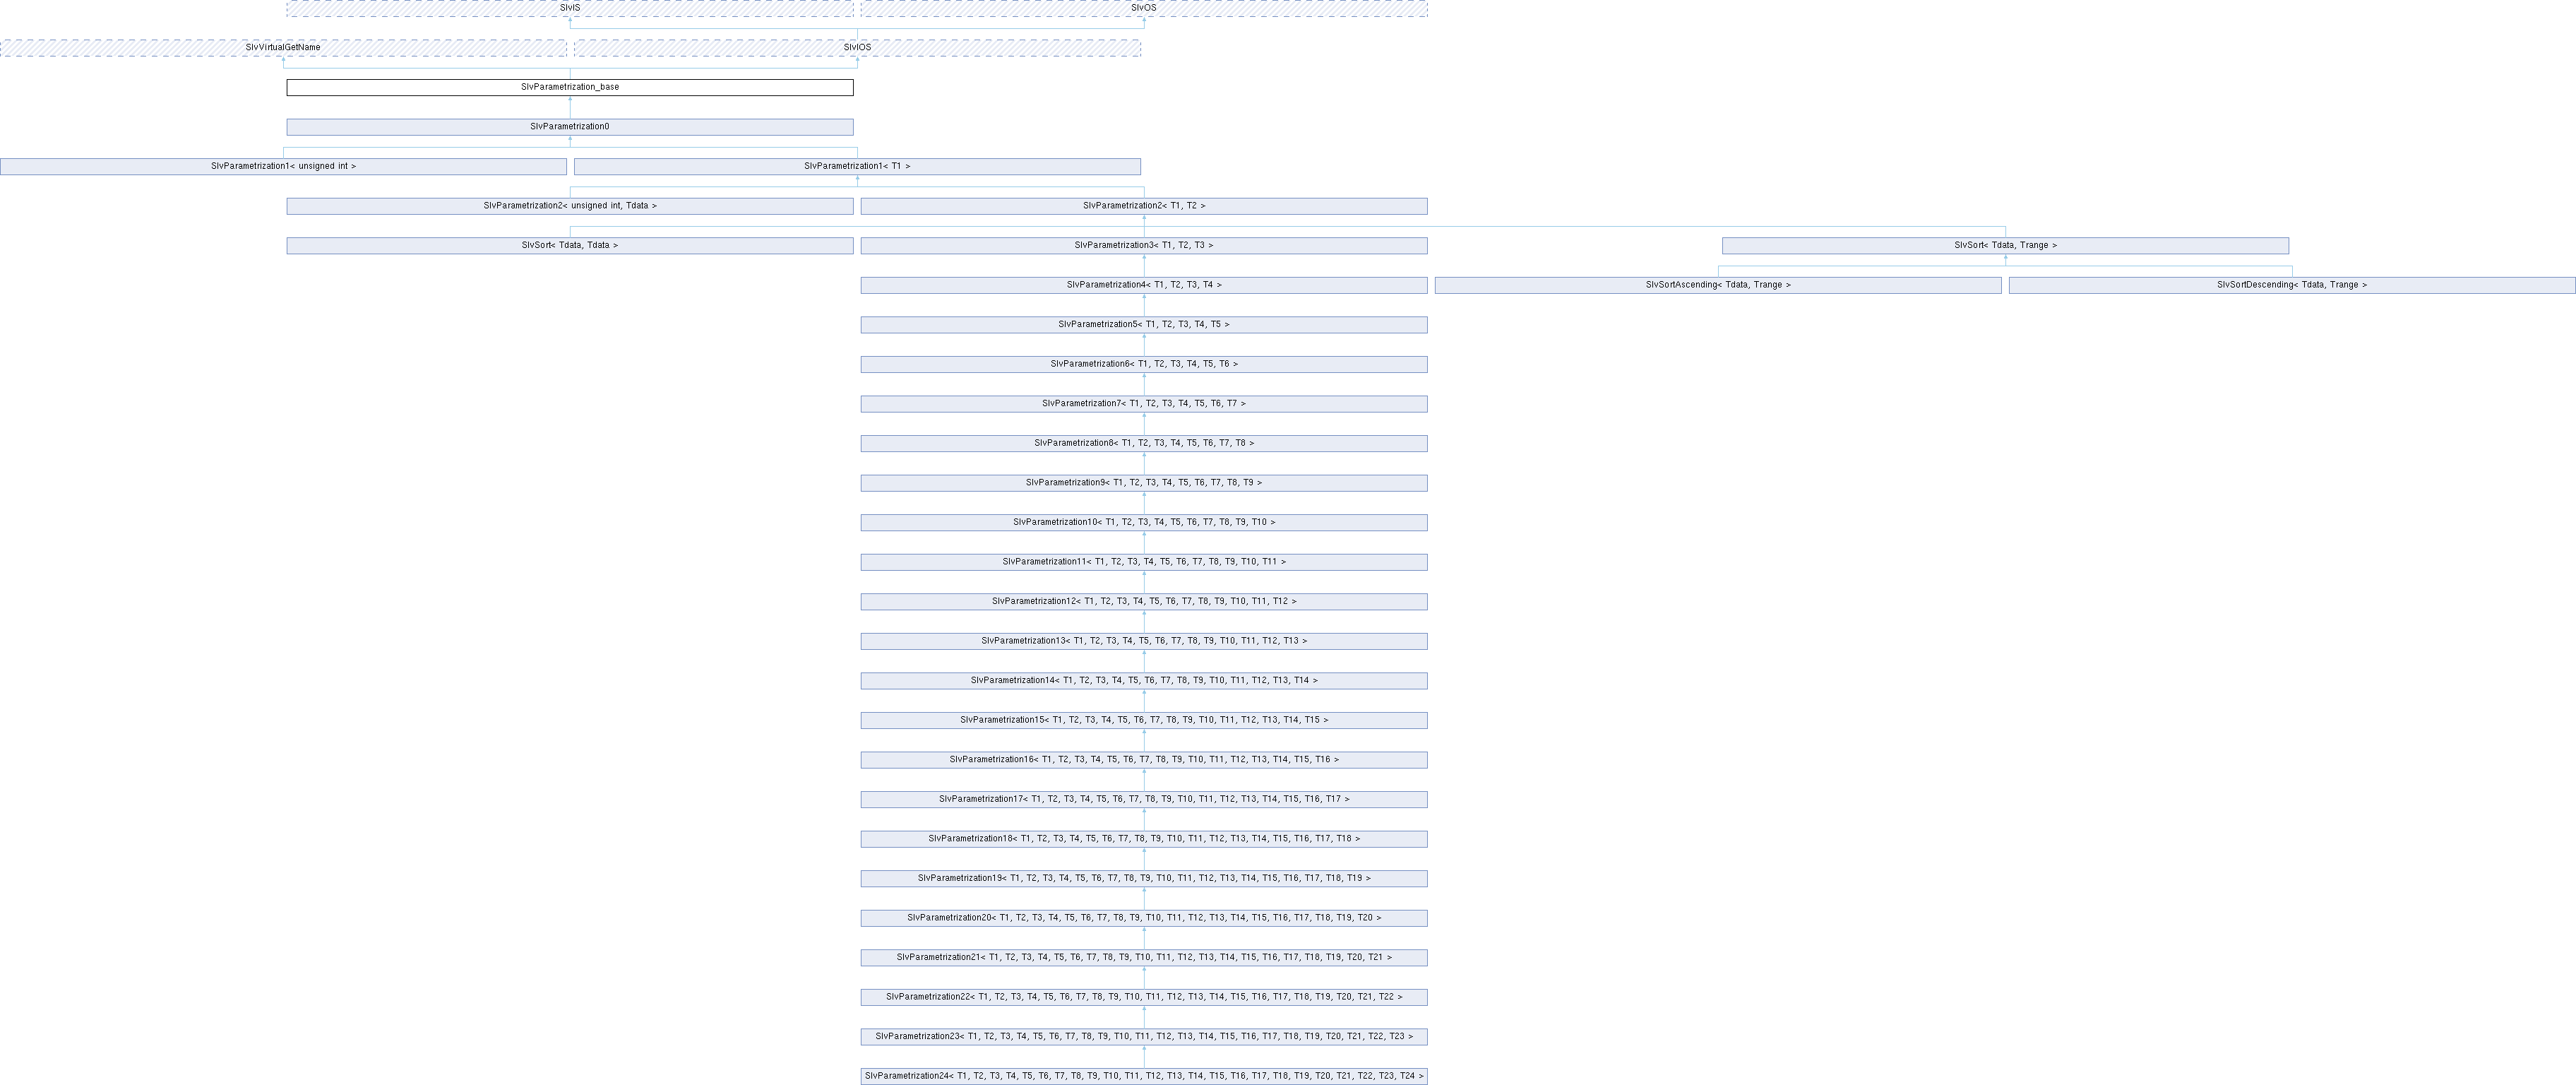 SlvIS
SlvOS
SlvVirtualGetName
SlvIOS
SlvParametrization_base
SlvParametrization0
SlvParametrization1< unsigned int >
SlvParametrization1< T1 >
SlvParametrization2< unsigned int, Tdata >
SlvParametrization2< T1, T2 >
SlvSort< Tdata, Tdata >
SlvParametrization3< T1, T2, T3 >
SlvSort< Tdata, Trange >
SlvParametrization4< T1, T2, T3, T4 >
SlvSortAscending< Tdata, Trange >
SlvSortDescending< Tdata, Trange >
SlvParametrization5< T1, T2, T3, T4, T5 >
SlvParametrization6< T1, T2, T3, T4, T5, T6 >
SlvParametrization7< T1, T2, T3, T4, T5, T6, T7 >
SlvParametrization8< T1, T2, T3, T4, T5, T6, T7, T8 >
SlvParametrization9< T1, T2, T3, T4, T5, T6, T7, T8, T9 >
SlvParametrization10< T1, T2, T3, T4, T5, T6, T7, T8, T9, T10 >
SlvParametrization11< T1, T2, T3, T4, T5, T6, T7, T8, T9, T10, T11 >
SlvParametrization12< T1, T2, T3, T4, T5, T6, T7, T8, T9, T10, T11, T12 >
SlvParametrization13< T1, T2, T3, T4, T5, T6, T7, T8, T9, T10, T11, T12, T13 >
SlvParametrization14< T1, T2, T3, T4, T5, T6, T7, T8, T9, T10, T11, T12, T13, T14 >
SlvParametrization15< T1, T2, T3, T4, T5, T6, T7, T8, T9, T10, T11, T12, T13, T14, T15 >
SlvParametrization16< T1, T2, T3, T4, T5, T6, T7, T8, T9, T10, T11, T12, T13, T14, T15, T16 >
SlvParametrization17< T1, T2, T3, T4, T5, T6, T7, T8, T9, T10, T11, T12, T13, T14, T15, T16, T17 >
SlvParametrization18< T1, T2, T3, T4, T5, T6, T7, T8, T9, T10, T11, T12, T13, T14, T15, T16, T17, T18 >
SlvParametrization19< T1, T2, T3, T4, T5, T6, T7, T8, T9, T10, T11, T12, T13, T14, T15, T16, T17, T18, T19 >
SlvParametrization20< T1, T2, T3, T4, T5, T6, T7, T8, T9, T10, T11, T12, T13, T14, T15, T16, T17, T18, T19, T20 >
SlvParametrization21< T1, T2, T3, T4, T5, T6, T7, T8, T9, T10, T11, T12, T13, T14, T15, T16, T17, T18, T19, T20, T21 >
SlvParametrization22< T1, T2, T3, T4, T5, T6, T7, T8, T9, T10, T11, T12, T13, T14, T15, T16, T17, T18, T19, T20, T21, T22 >
SlvParametrization23< T1, T2, T3, T4, T5, T6, T7, T8, T9, T10, T11, T12, T13, T14, T15, T16, T17, T18, T19, T20, T21, T22, T23 >
SlvParametrization24< T1, T2, T3, T4, T5, T6, T7, T8, T9, T10, T11, T12, T13, T14, T15, T16, T17, T18, T19, T20, T21, T22, T23, T24 >